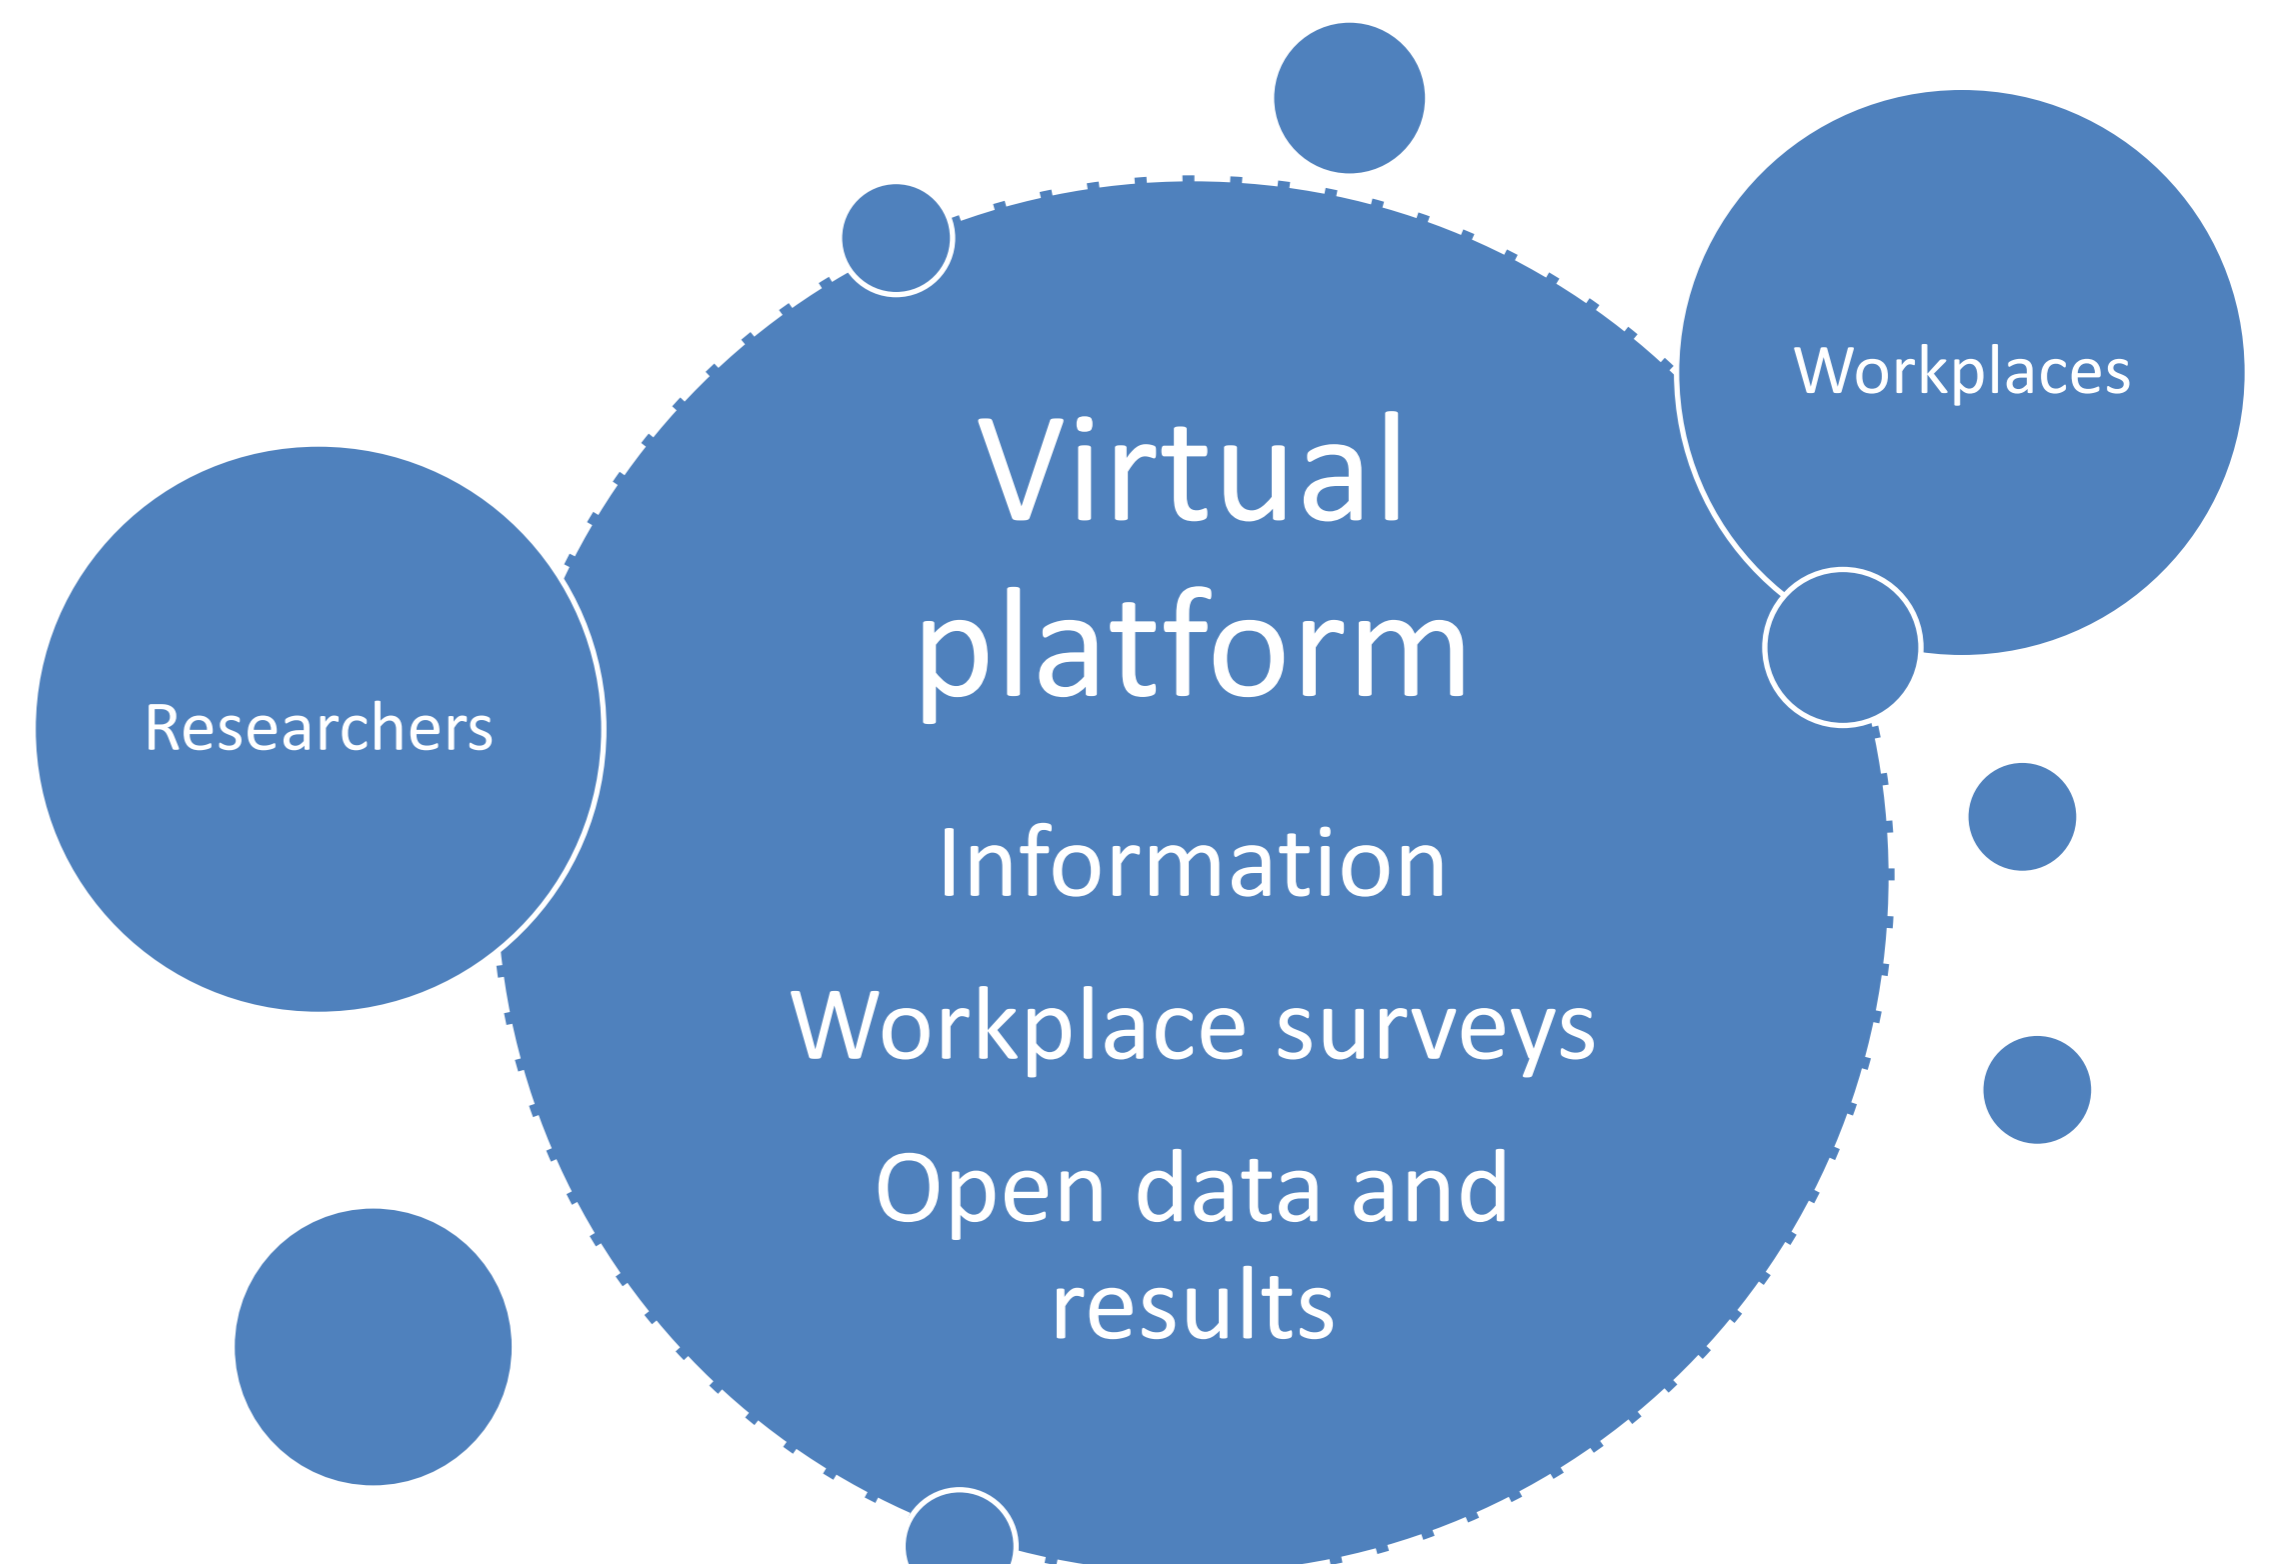 Workplaces
Virtual
platform
Researchers
Information
Workplace surveys
Open data and
results